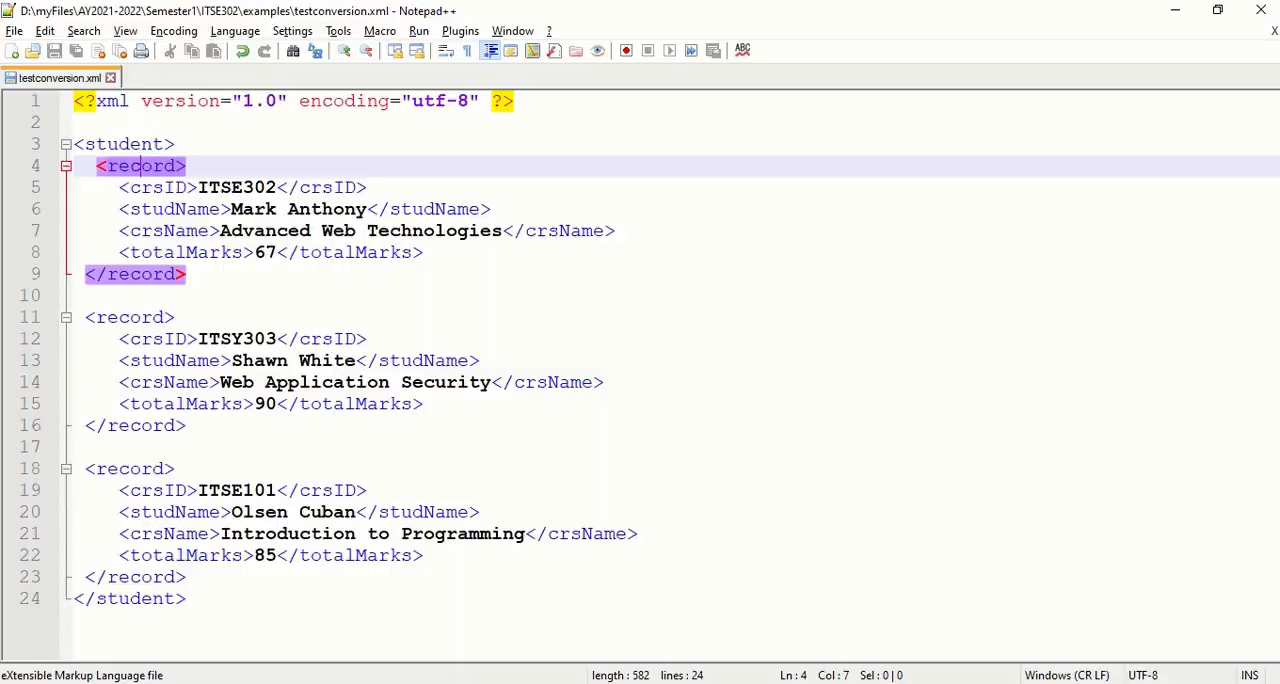 D:\myFiles\AY2021-2022\Semester1\ITSE302\examples\testconversion.xml - Notepad++
File Edit Search View Encoding Language Settings Tools Macro Run Plugins Window ? X
ABC
testconversion.xml
1 <?xml version="1.0" encoding="utf-8" ?>
2
3 <student>
4 <record>
5 <crsID>ITSE302</crsID>
6 <studName>Mark Anthony</studName>
7 <crsName>Advanced Web Technologies</crsName>
8 <totalMarks>67</totalMarks>
9 </record>
10
11 <record>
12 <crsID>ITSY303</crsID>
13 <studName>Shawn White</studName>
14 <crsName>Web Application Security</crsName>
15 <totalMarks>90</totalMarks>
16 </record>
17
18 <record>
19 <crsID>ITSE101</crsID>
20 <studName>Olsen Cuban</studName>
21 <crsName>Introduction to Programming</crsName>
22 <totalMarks>85</totalMarks>
23 </record>
24 </student>
eXtensible Markup Language file length : 582 lines : 24 Ln : 4 Col : 7 Sel : 0 | 0 Windows (CR LF) UTF-8 INS